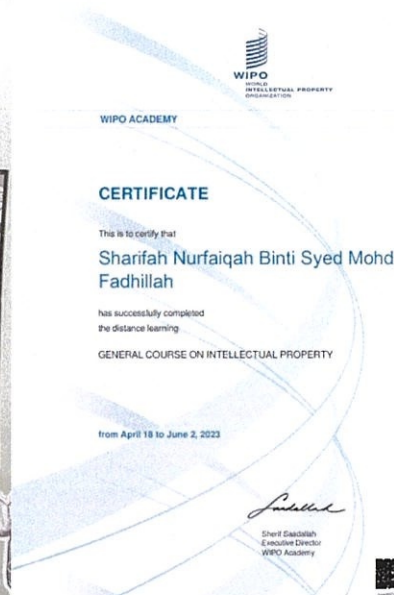 WIPO
WORLD
INTELLECTUAL PROPERTY
ORGANIZATION
WIPO ACADEMY
CERTIFICATE
This is to certify that
Sharifah Nurfaiqah Binti Syed Mohd
Fadhillah
has successfully completed
the distance learning
GENERAL COURSE ON INTELLECTUAL PROPERTY
from April 18 to June 2, 2023
Saadallah
Sherif Saadallah
Executive Director
WIPO Academy